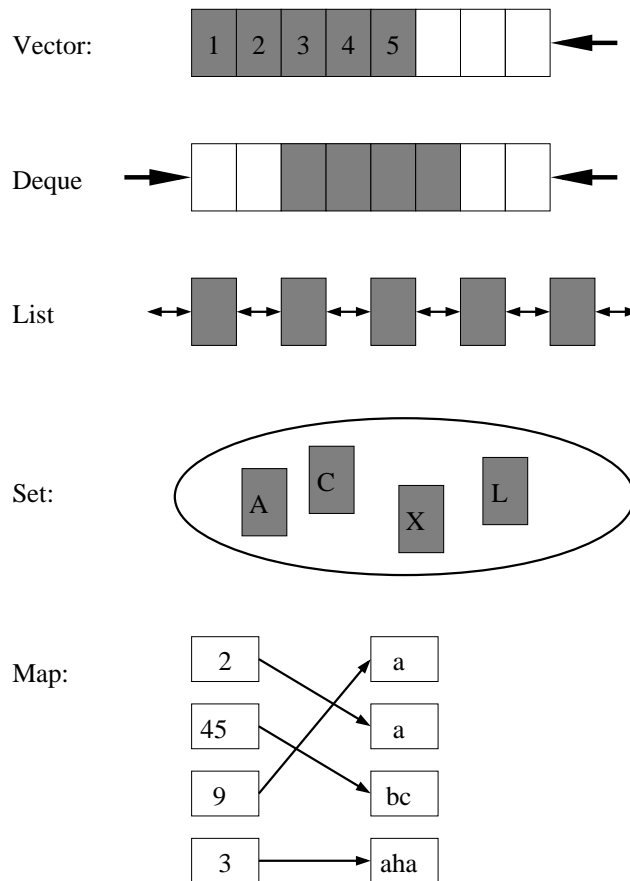 Vector: 1 2 3 4 5
Deque
List
Set: A C X L
Map: 2 a
45 a
9 bc
3 aha